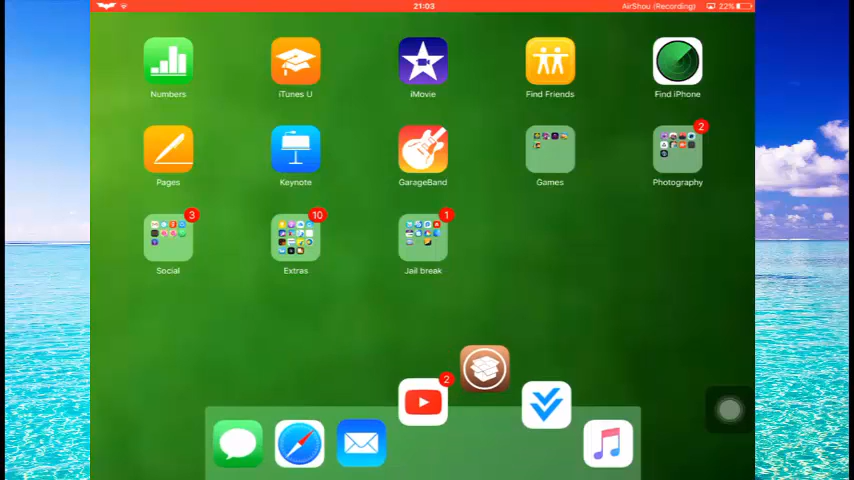 21:03
AirShou (Recording)
22%
Numbers
iTunes U
iMovie
Find Friends
Find iPhone
2
Pages
Keynote
GarageBand
Games
Photography
3
10
1
Social
Extras
Jail break
2